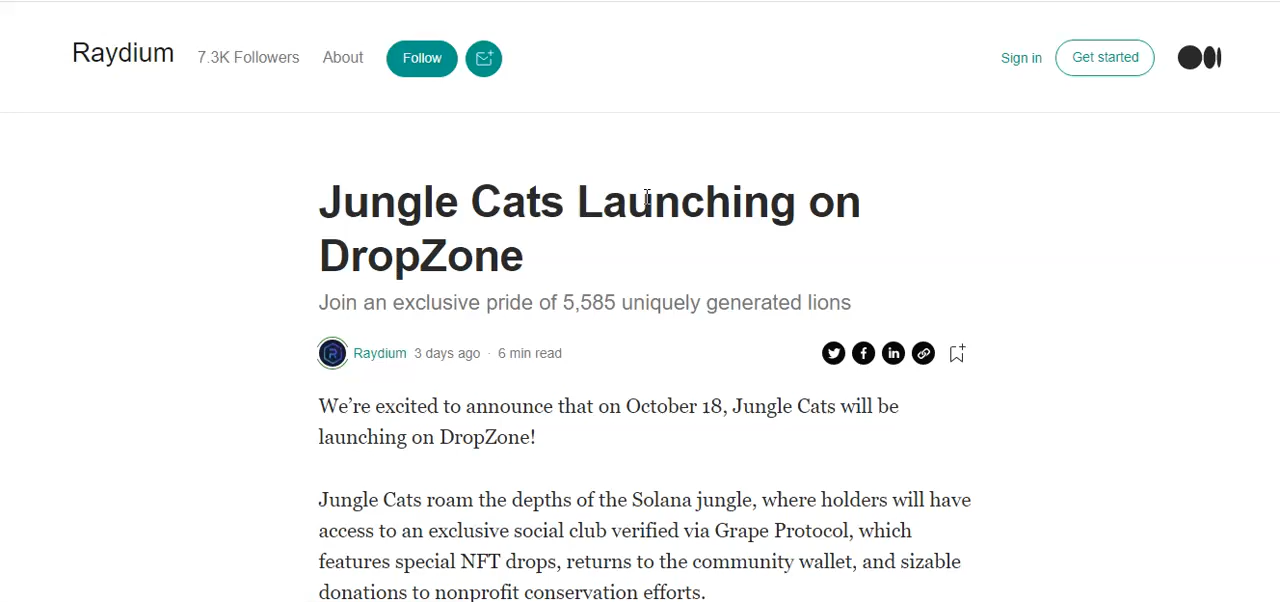 Raydium 7.3K Followers About Follow Sign in Get started
Jungle Cats Launching on
DropZone
Join an exclusive pride of 5,585 uniquely generated lions
Raydium 3 days ago · 6 min read
We’re excited to announce that on October 18, Jungle Cats will be
launching on DropZone!
Jungle Cats roam the depths of the Solana jungle, where holders will have
access to an exclusive social club verified via Grape Protocol, which
features special NFT drops, returns to the community wallet, and sizable
donations to nonprofit conservation efforts.